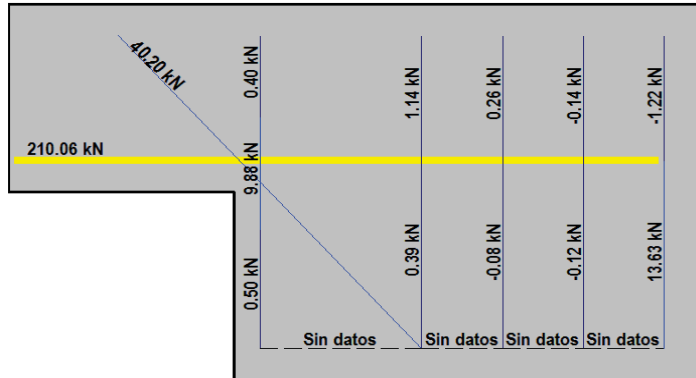 40.20 kN
0.40 kN
1.14 kN
0.26 kN
-0.14 kN
-1.22 kN
210.06 kN
9.88 kN
0.50 kN
0.39 kN
-0.08 kN
-0.12 kN
13.63 kN
Sin datos
Sin datos
Sin datos
Sin datos